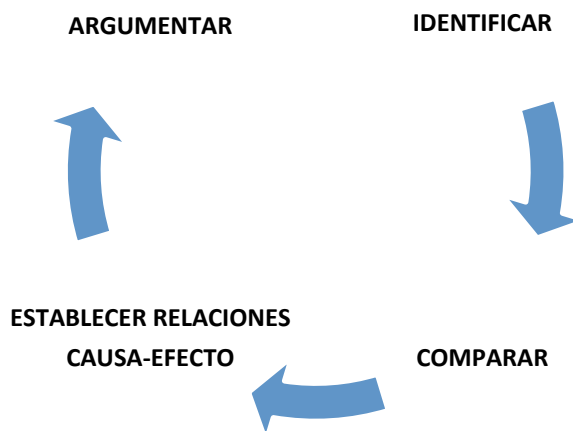 ARGUMENTAR
IDENTIFICAR
ESTABLECER RELACIONES
CAUSA-EFECTO
COMPARAR